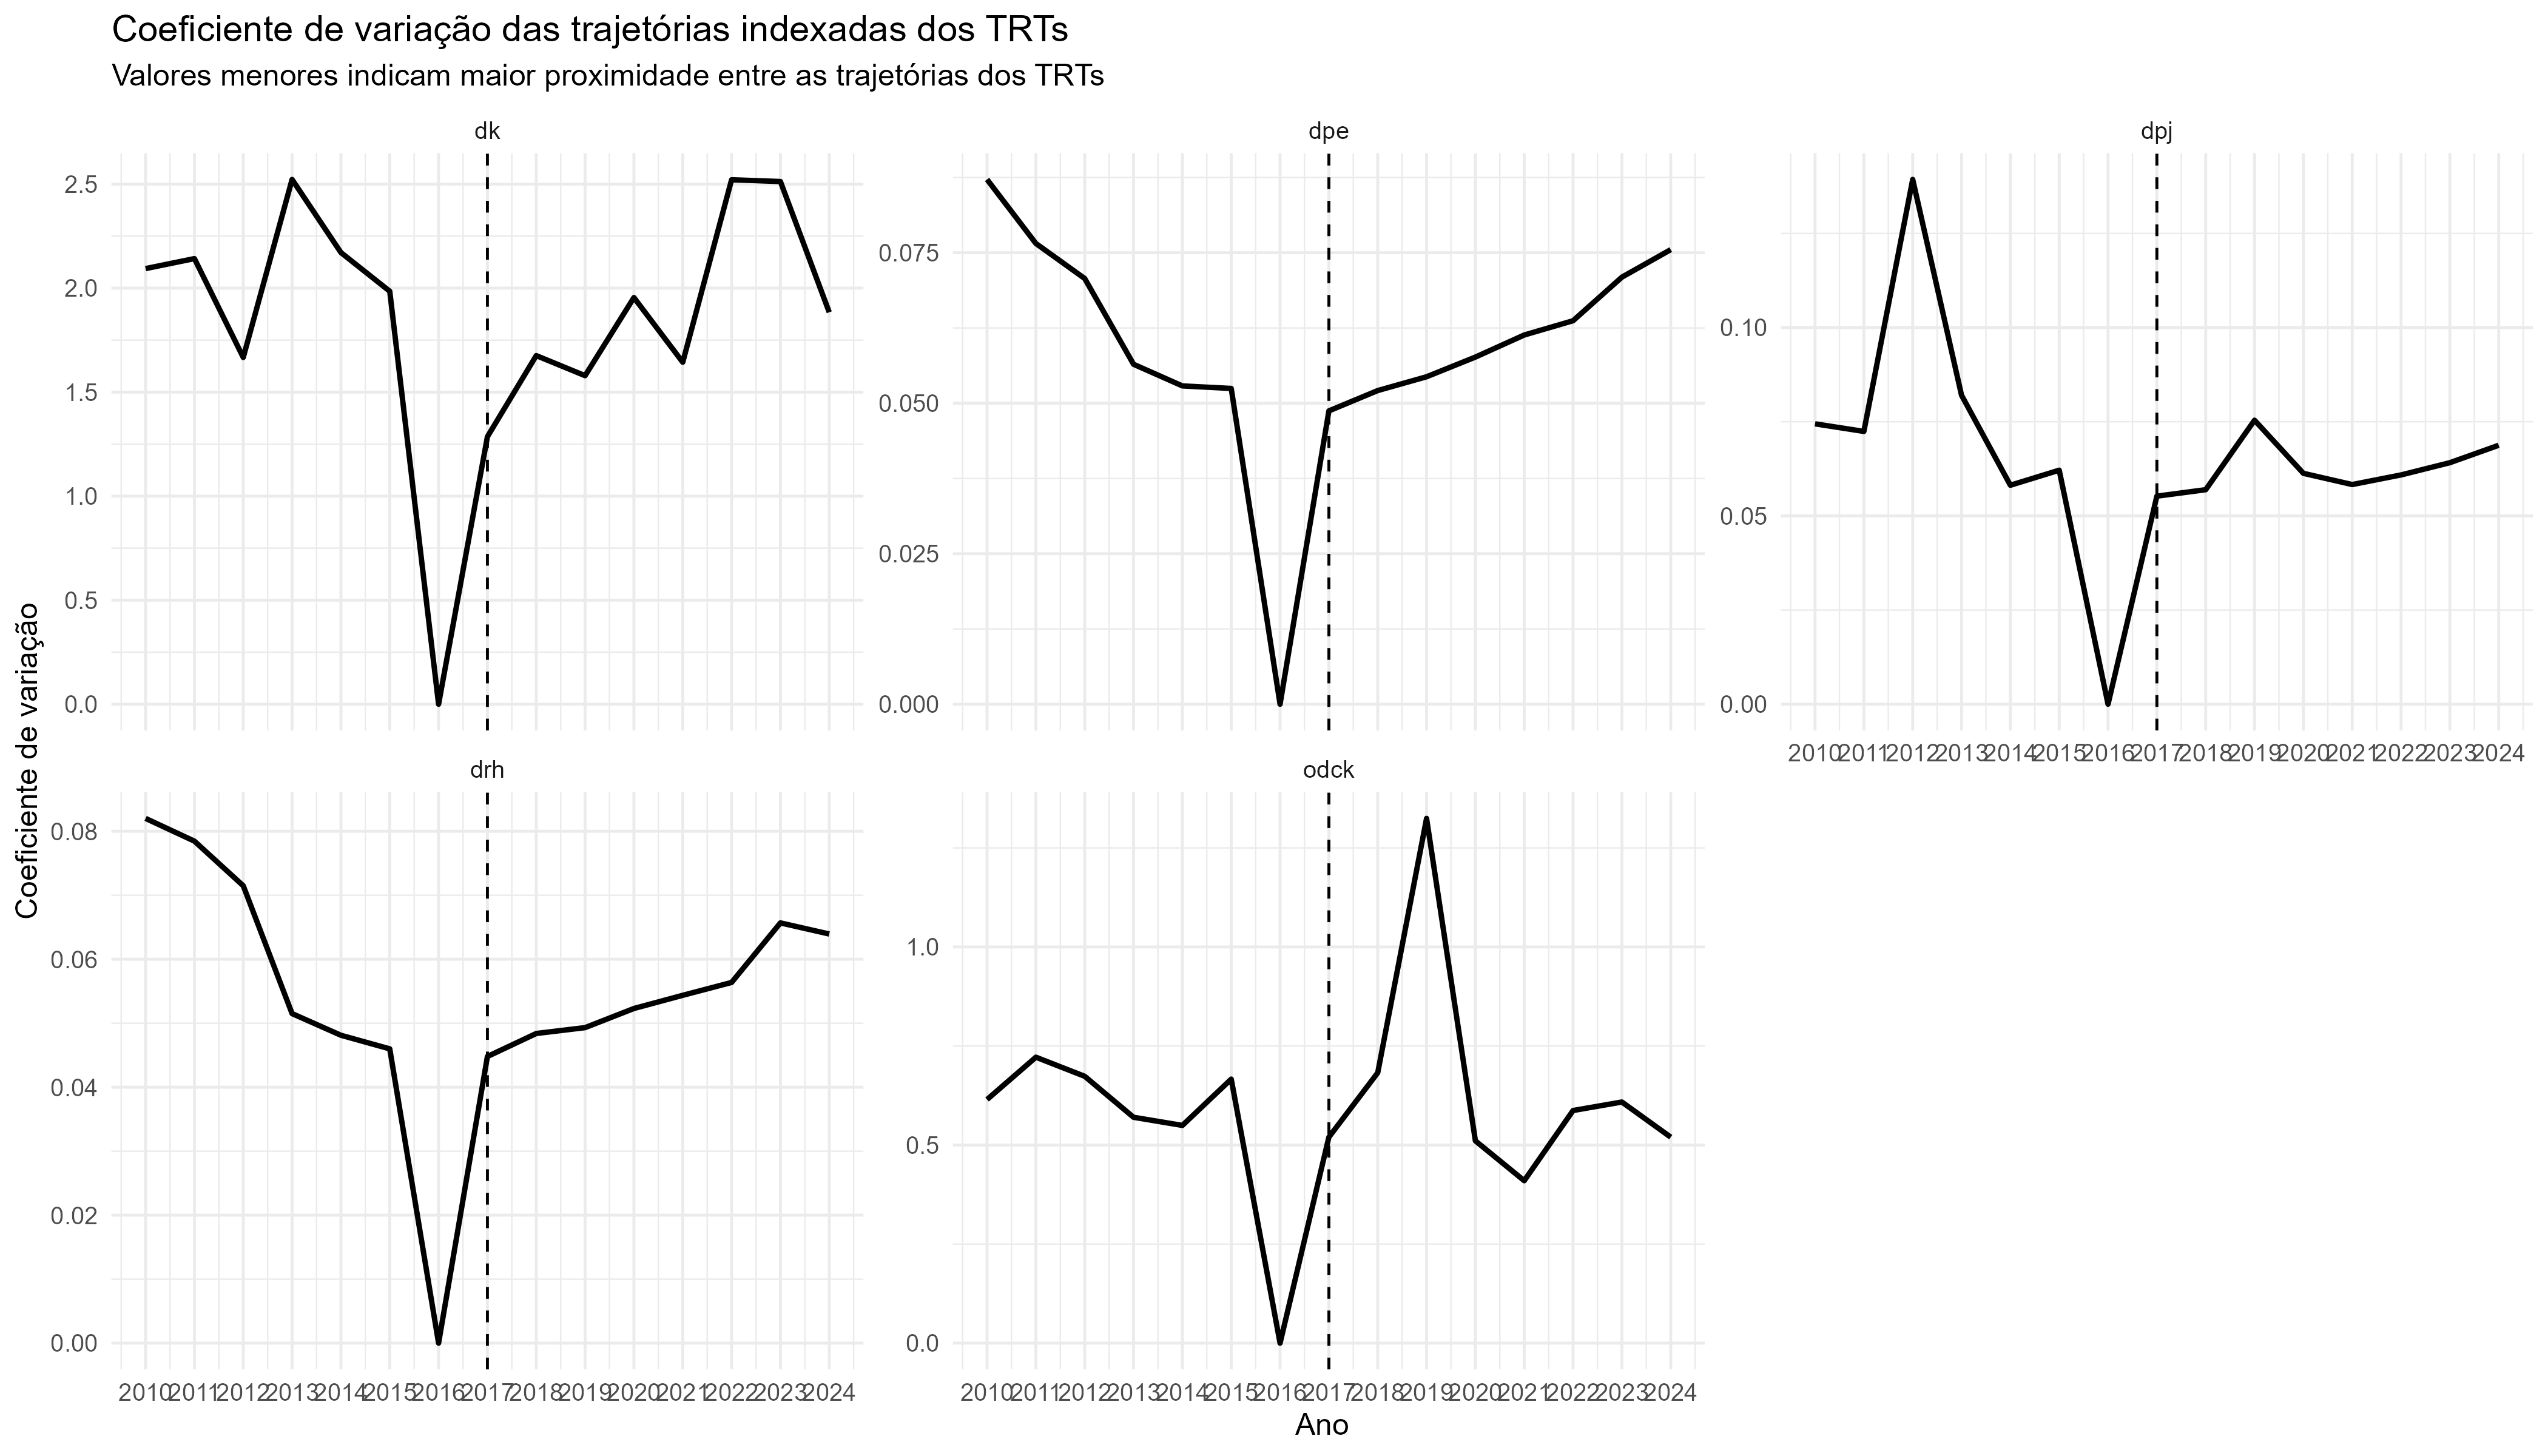 Coeficiente de variação das trajetórias indexadas dos TRTs
Valores menores indicam maior proximidade entre as trajetórias dos TRTs
dk
dpe
dpj
2.5
2.0
1.5
1.0
0.5
0.0
0.075
0.050
0.025
0.000
0.10
0.05
0.00
2010 2011 2012 2013 2014 2015 2016 2017 2018 2019 2020 2021 2022 2023 2024
drh
odck
0.08
0.06
0.04
0.02
0.00
1.0
0.5
0.0
2010 2011 2012 2013 2014 2015 2016 2017 2018 2019 2020 2021 2022 2023 2024
2010 2011 2012 2013 2014 2015 2016 2017 2018 2019 2020 2021 2022 2023 2024
Ano
Coeficiente de variação